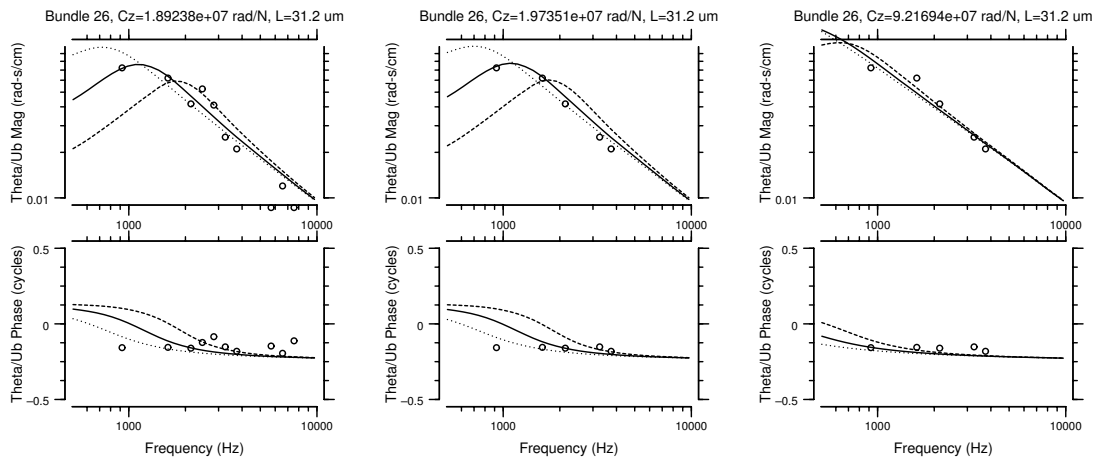 Bundle 26, Cz=1.89238e+07 rad/N, L=31.2 um
Theta/Ub Mag (rad-s/cm)
0.01
1000
10000
Theta/Ub Phase (cycles)
0.5
0
−0.5
1000
10000
Frequency (Hz)
Bundle 26, Cz=1.97351e+07 rad/N, L=31.2 um
Theta/Ub Mag (rad-s/cm)
0.01
1000
10000
Theta/Ub Phase (cycles)
0.5
0
−0.5
1000
10000
Frequency (Hz)
Bundle 26, Cz=9.21694e+07 rad/N, L=31.2 um
Theta/Ub Mag (rad-s/cm)
0.01
1000
10000
Theta/Ub Phase (cycles)
0.5
0
−0.5
1000
10000
Frequency (Hz)